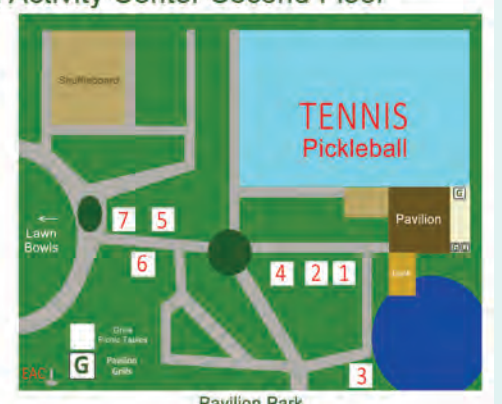 Activity Center Second Floor
Shuffleboard
TENNIS
Pickleball
G
Pavilion
←
Lawn
Bowls
7 5
6
4 2 1
Grills
Picnic Tables
G
Pavilion
Grills
EAC
3
Pavilion Park